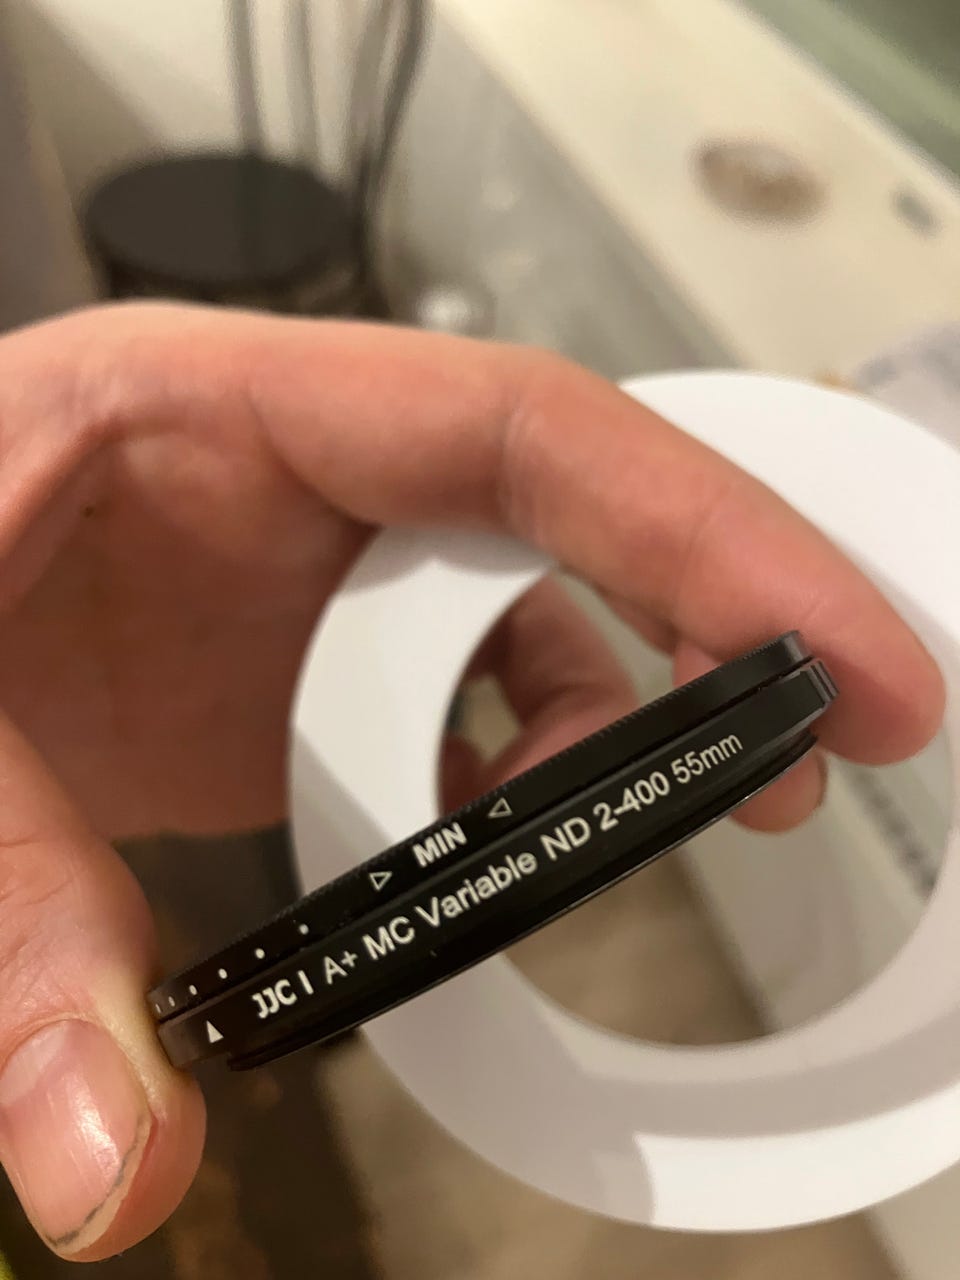 ▷ MIN ◁
JJC | A+ MC Variable ND 2-400 55mm